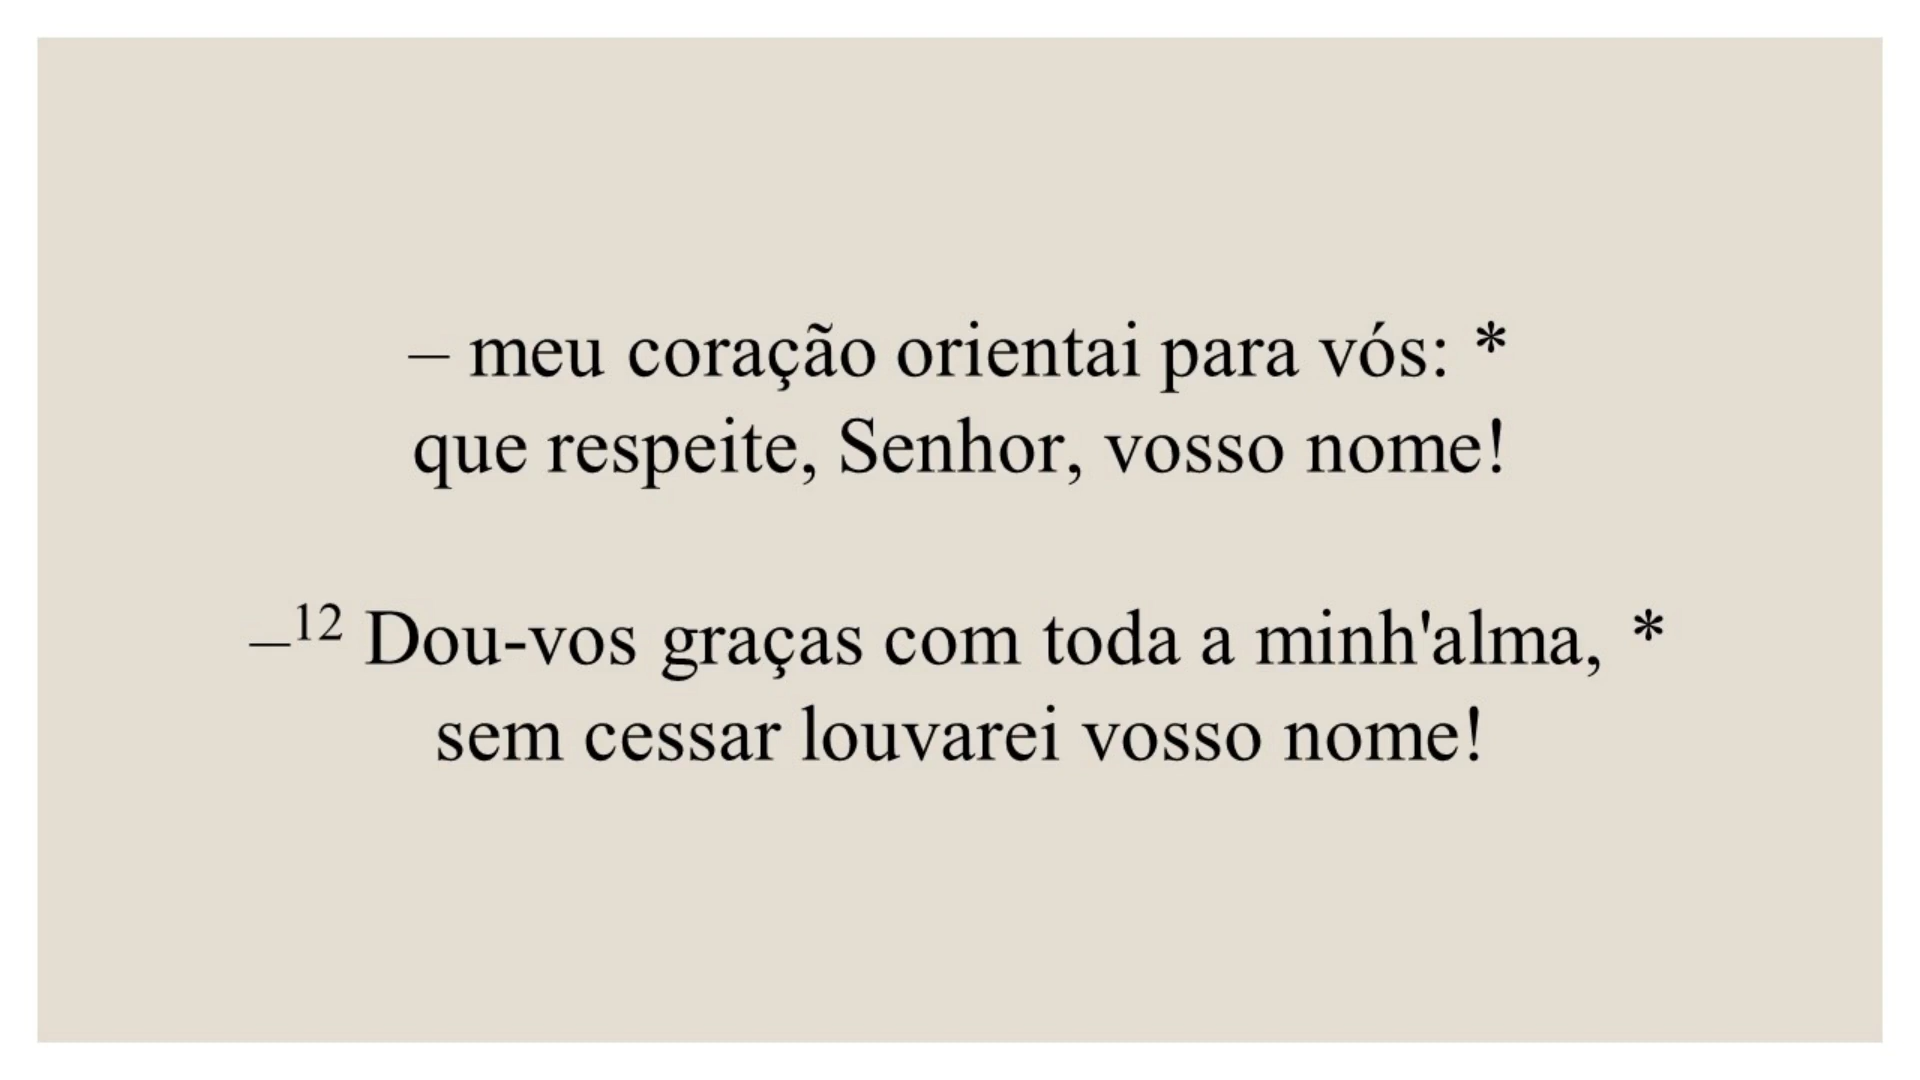 – meu coração orientai para vós: *
que respeite, Senhor, vosso nome!
–12 Dou-vos graças com toda a minh'alma, *
sem cessar louvarei vosso nome!